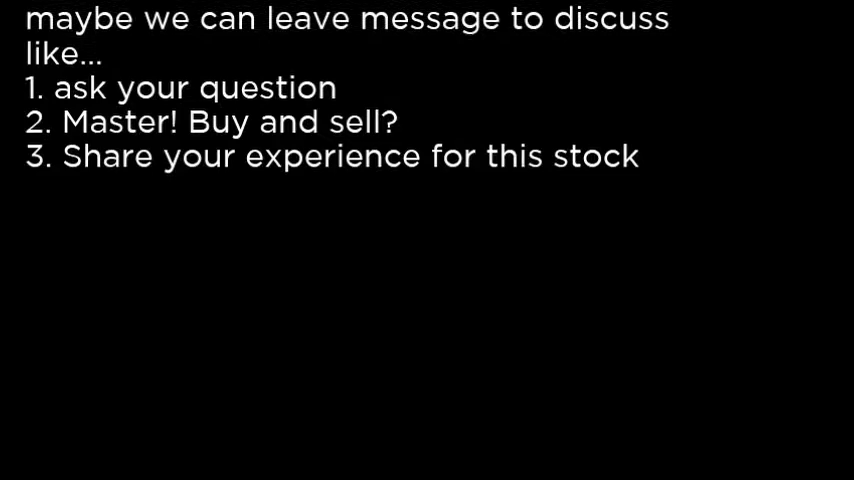 maybe we can leave message to discuss
like...
1. ask your question
2. Master! Buy and sell?
3. Share your experience for this stock